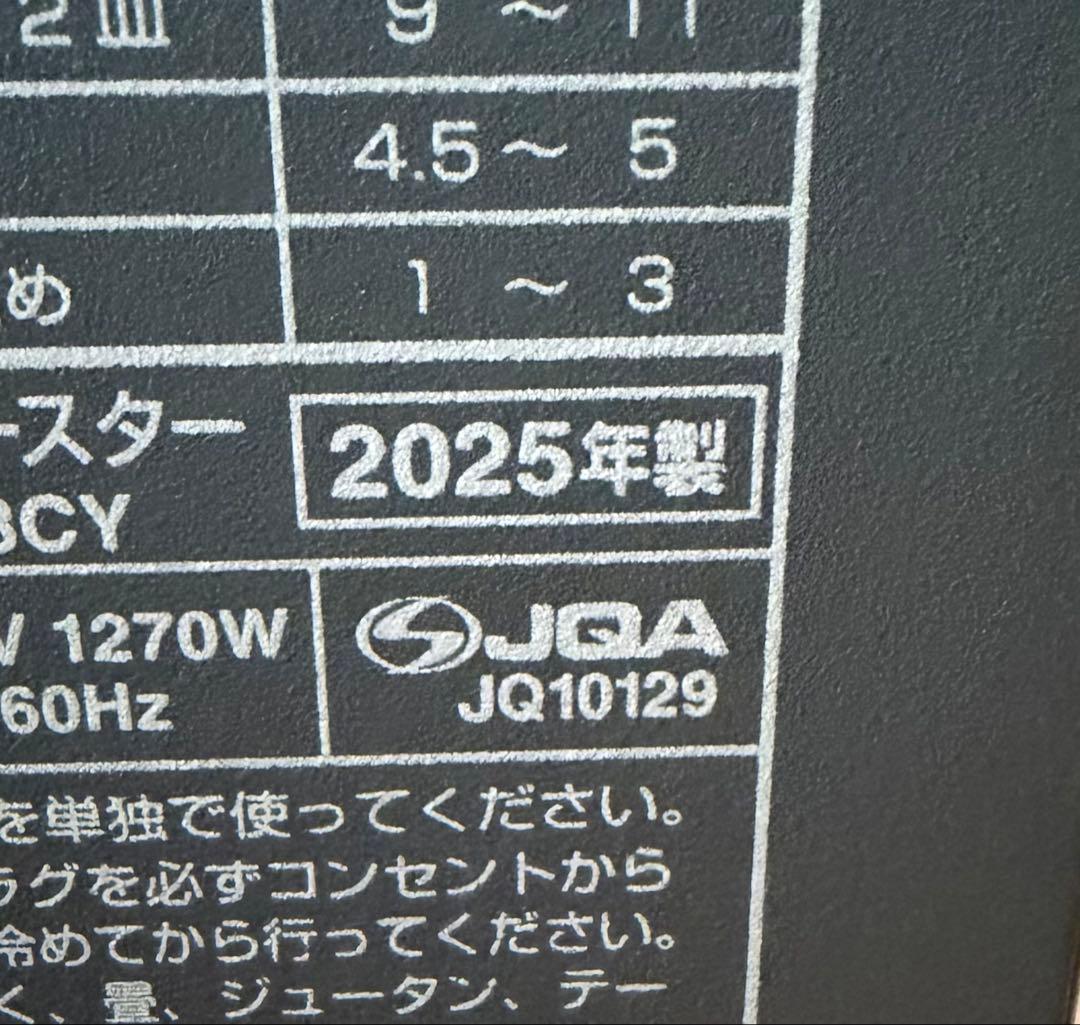 2皿 9 ～ 11
4.5～ 5
め 1 ～ 3
ースター
2025年製
3CY
W 1270W
JQA
60Hz
JQ10129
を単独で使ってください。
ラグを必ずコンセントから
冷めてから行ってください。
く、畳、ジュータン、テー